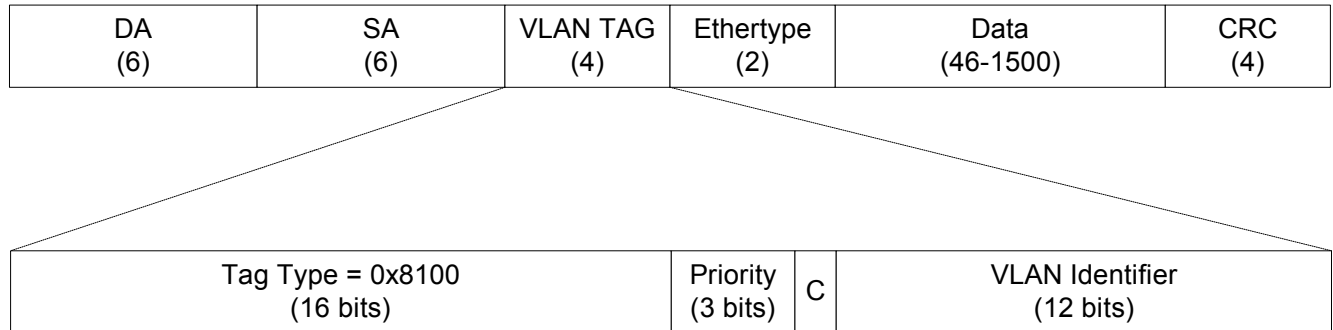 DA
(6)
SA
(6)
VLAN TAG
(4)
Ethertype
(2)
Data
(46-1500)
CRC
(4)
Tag Type = 0x8100
(16 bits)
Priority
(3 bits)
C
VLAN Identifier
(12 bits)